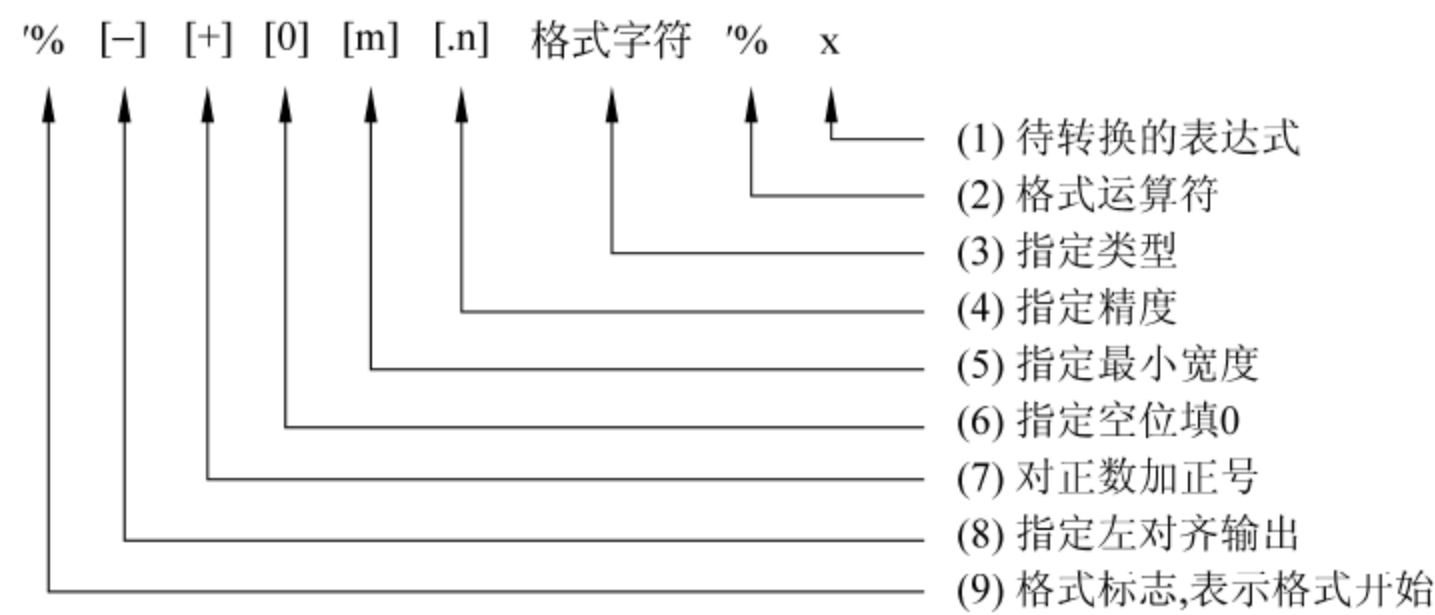 '% [–] [+] [0] [m] [.n] 格式字符 '% x
(1) 待转换的表达式
(2) 格式运算符
(3) 指定类型
(4) 指定精度
(5) 指定最小宽度
(6) 指定空位填0
(7) 对正数加正号
(8) 指定左对齐输出
(9) 格式标志,表示格式开始